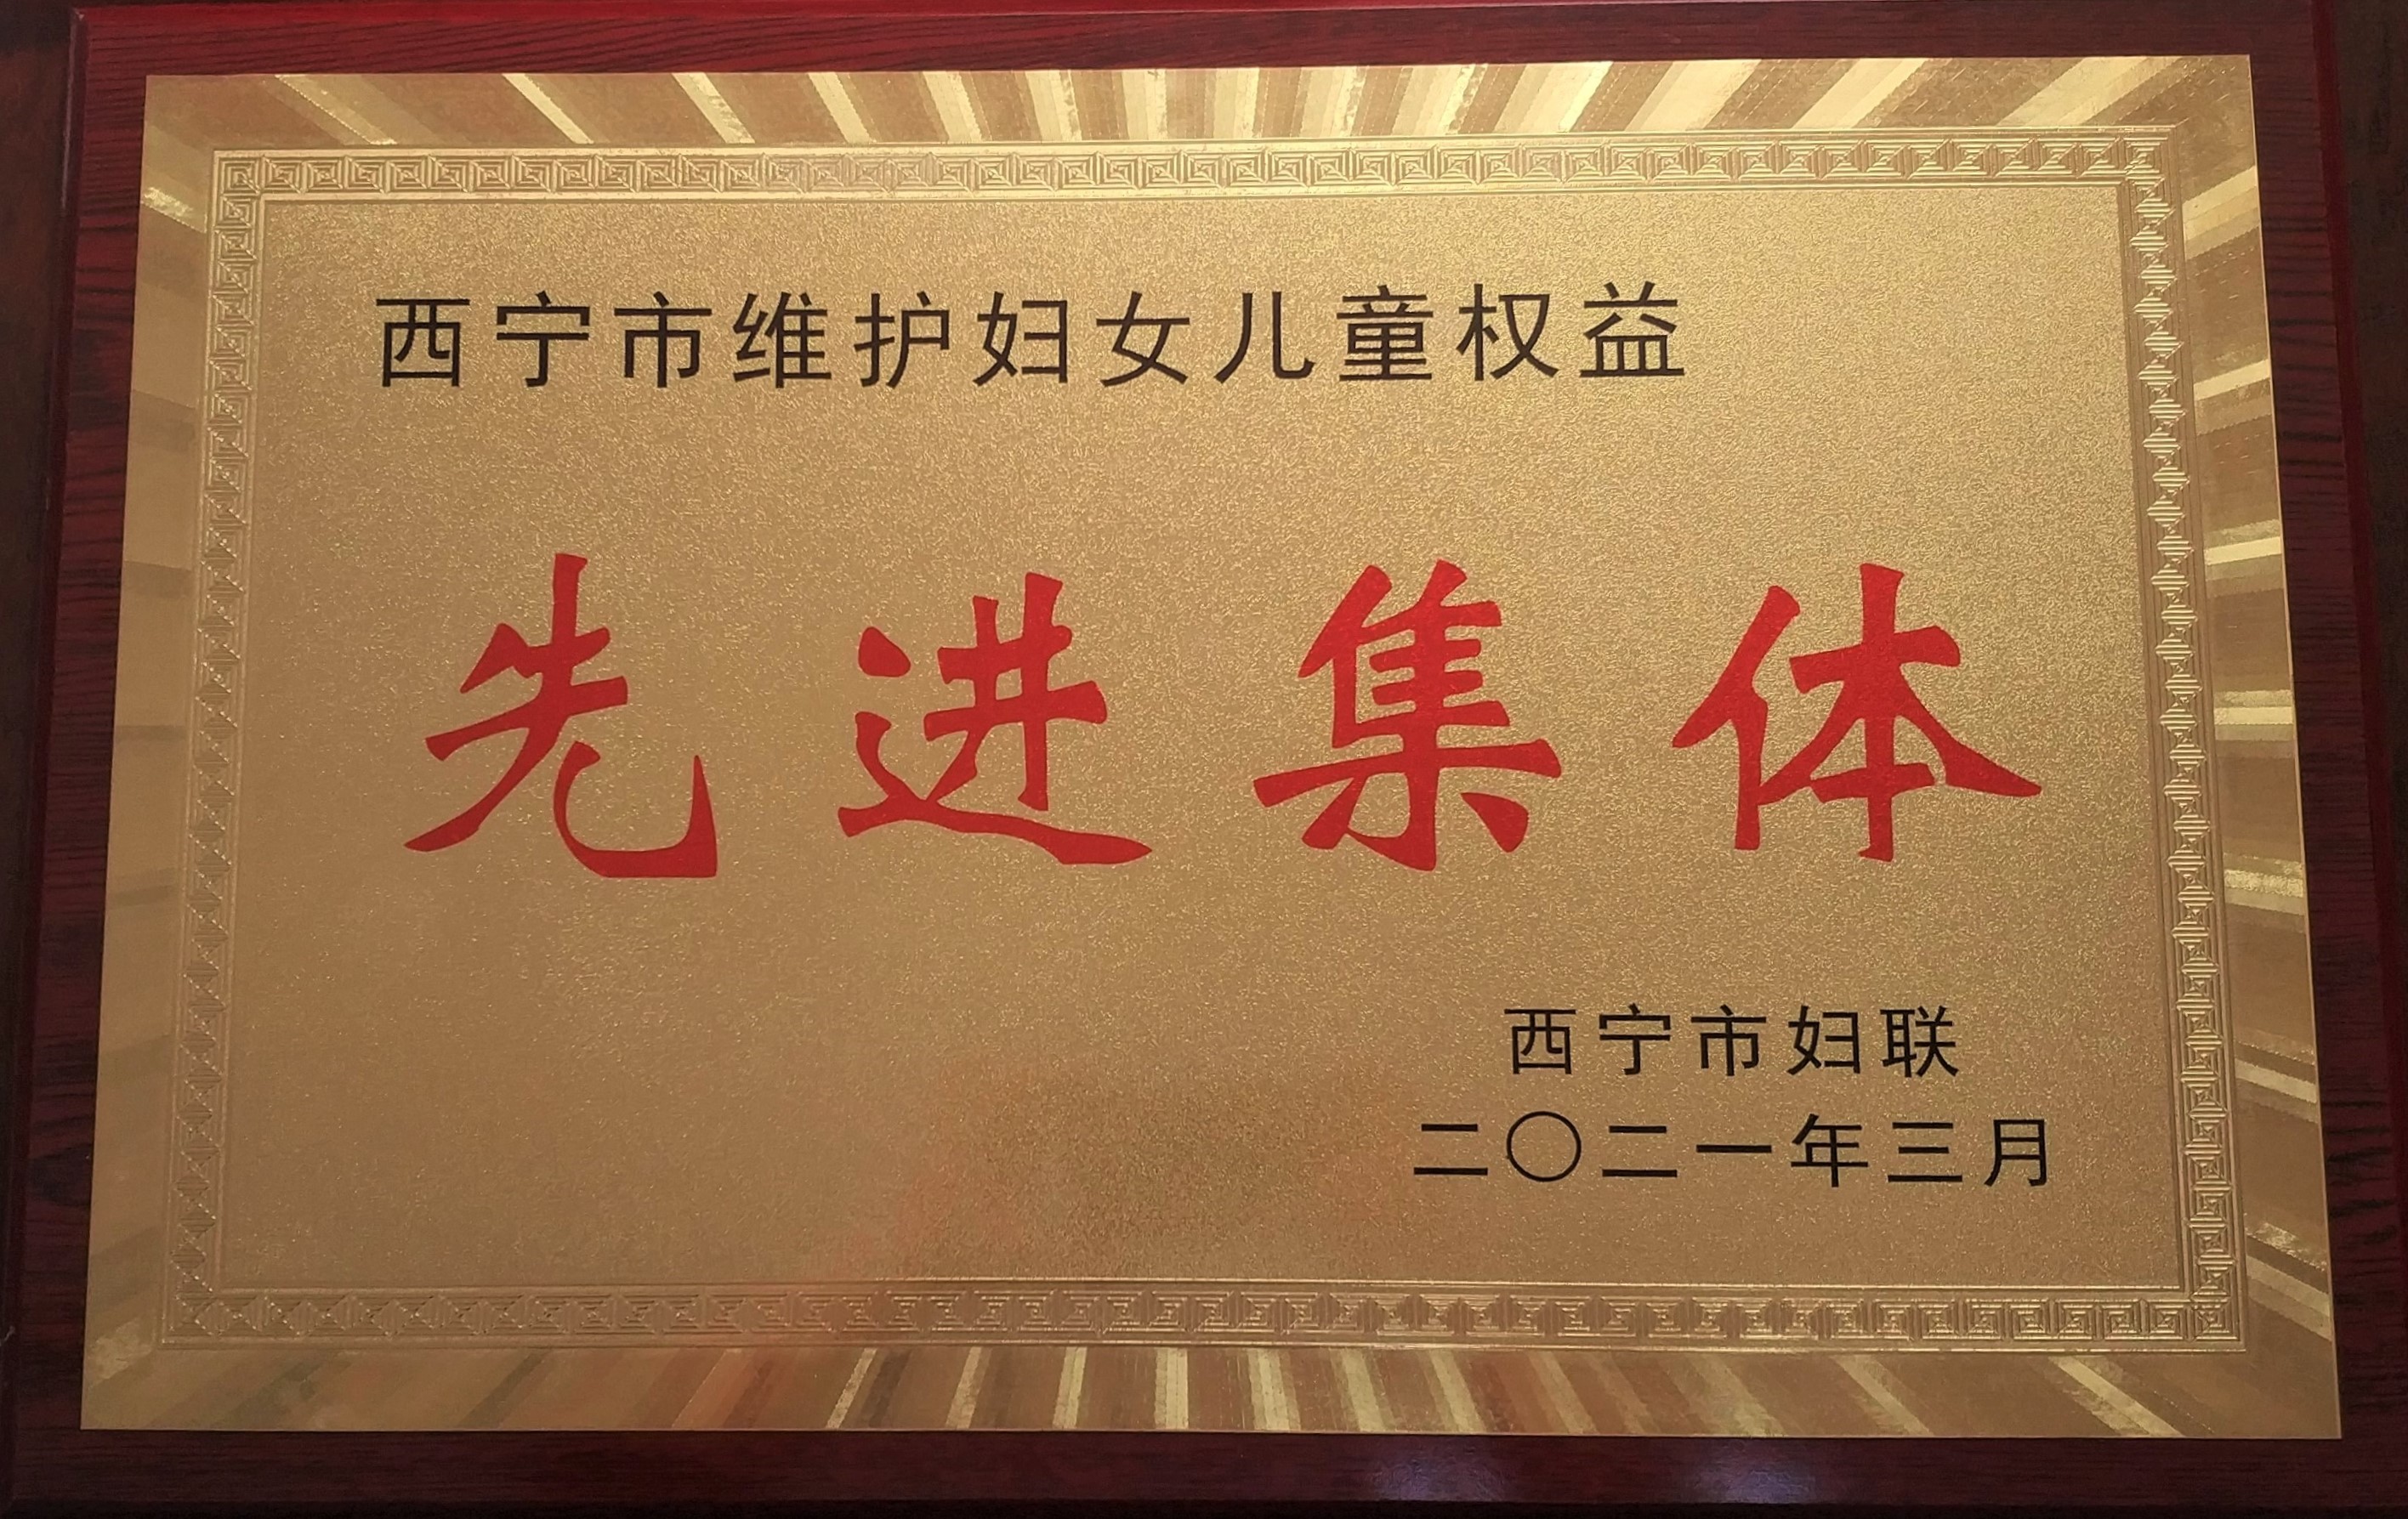 西宁市维护妇女儿童权益
先进集体
西宁市妇联
二〇二一年三月